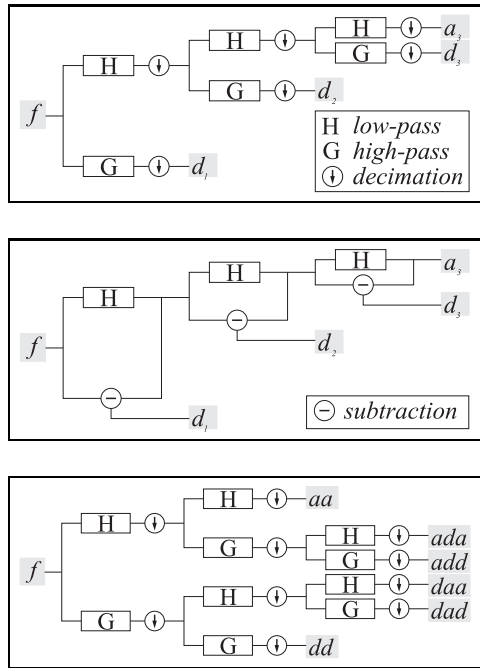 H H a₃
H G d₃
f G d₂
H low-pass
G high-pass
G d₁ decimation
H a₃
H
H − d₃
−
f d₂
− d₁
− subtraction
H aa
H H ada
G G add
f H H daa
G G dad
G dd